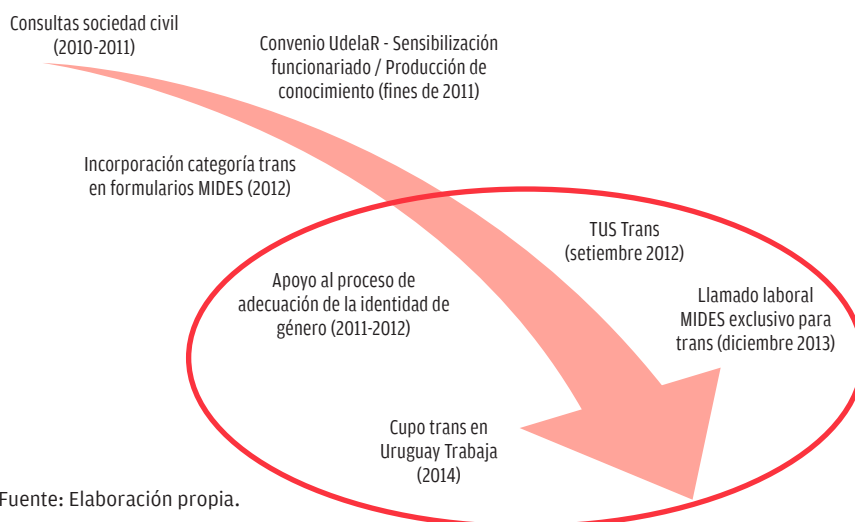 Consultas sociedad civil
(2010-2011)
Convenio UdelaR - Sensibilización
funcionariado / Producción de
conocimiento (fines de 2011)
Incorporación categoría trans
en formularios MIDES (2012)
TUS Trans
(setiembre 2012)
Apoyo al proceso de
adecuación de la identidad de
género (2011-2012)
Llamado laboral
MIDES exclusivo para
trans (diciembre 2013)
Cupo trans en
Uruguay Trabaja
(2014)
Fuente: Elaboración propia.